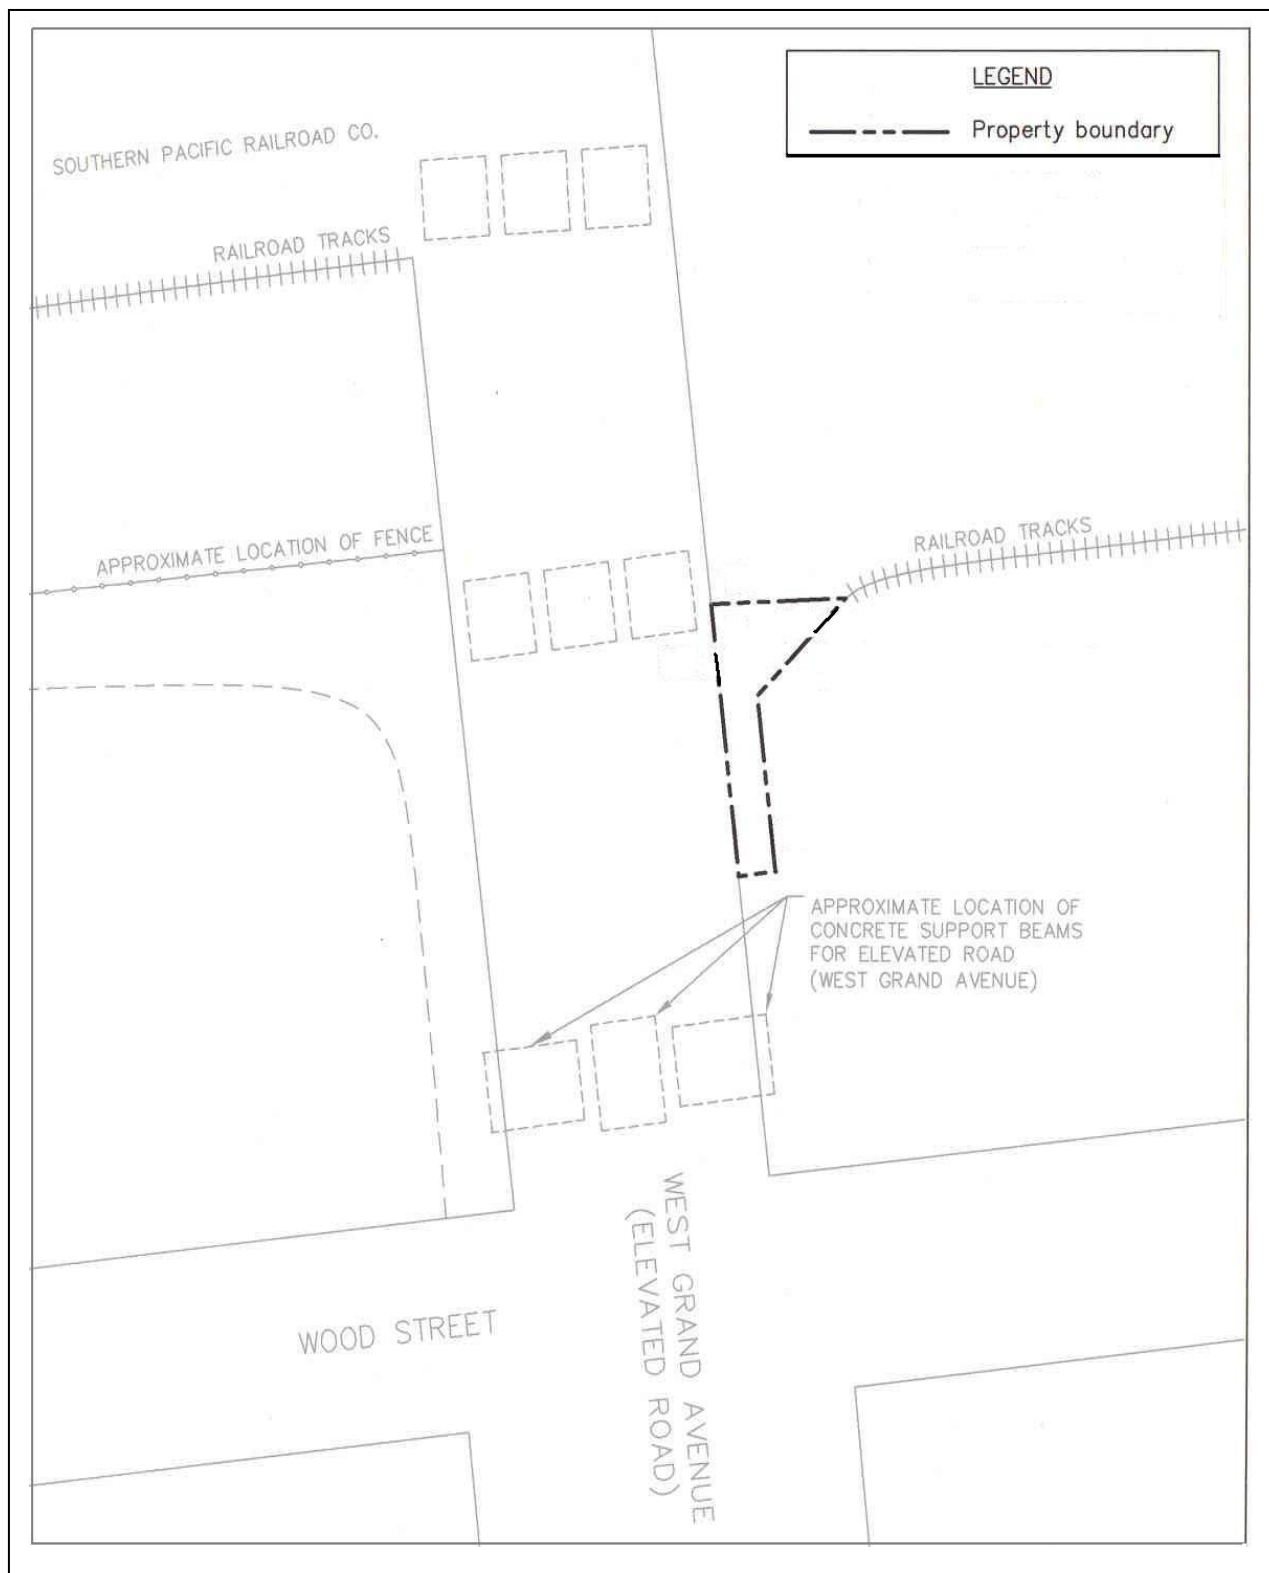 LEGEND
Property boundary
SOUTHERN PACIFIC RAILROAD CO.
RAILROAD TRACKS
RAILROAD TRACKS
APPROXIMATE LOCATION OF FENCE
APPROXIMATE LOCATION OF
CONCRETE SUPPORT BEAMS
FOR ELEVATED ROAD
(WEST GRAND AVENUE)
WEST GRAND AVENUE
(ELEVATED ROAD)
WOOD STREET